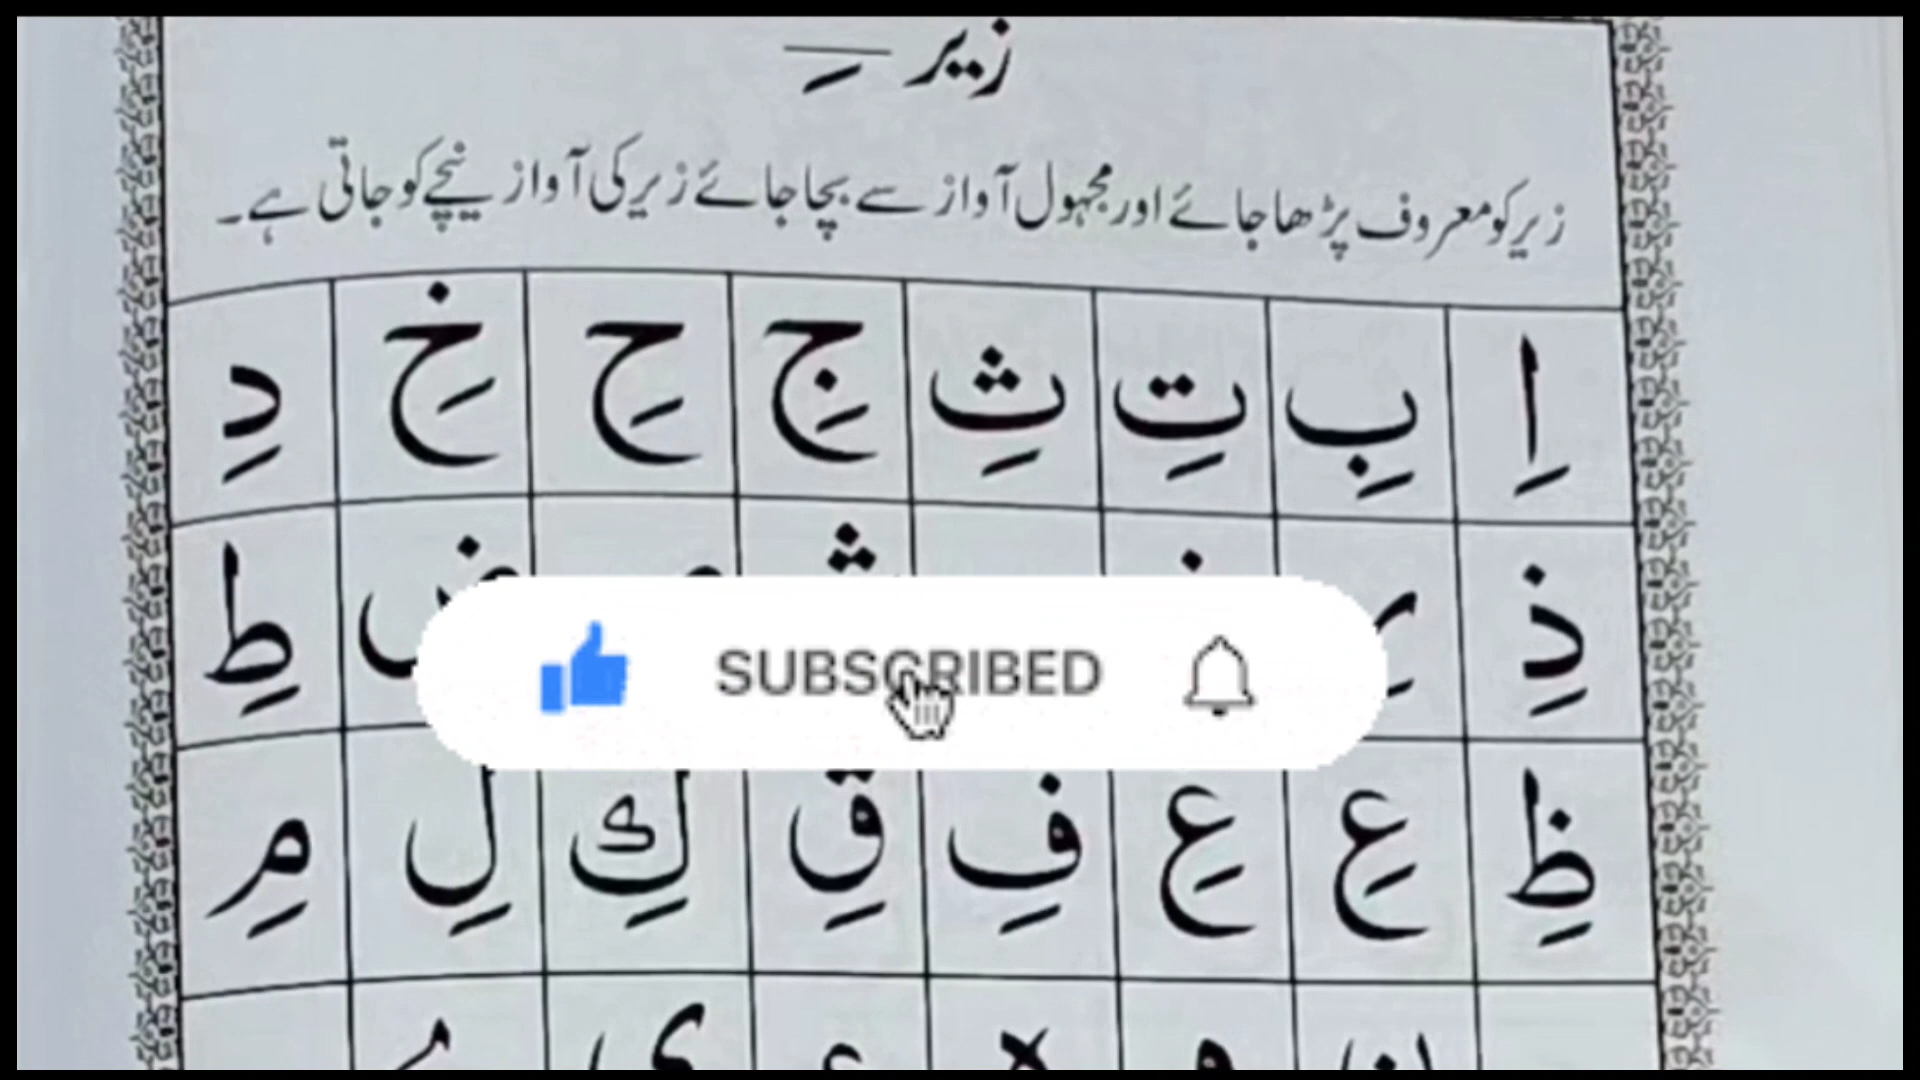 زیر ـِ
زیر کو معروف پڑھا جائے اور مجہول آواز سے بچا جائے زیر کی آواز نیچے کو جاتی ہے۔
اِ بِ تِ ثِ جِ حِ خِ دِ
ذِ طِ
SUBSCRIBED
ظِ عِ عِ فِ قِ كِ لِ مِ